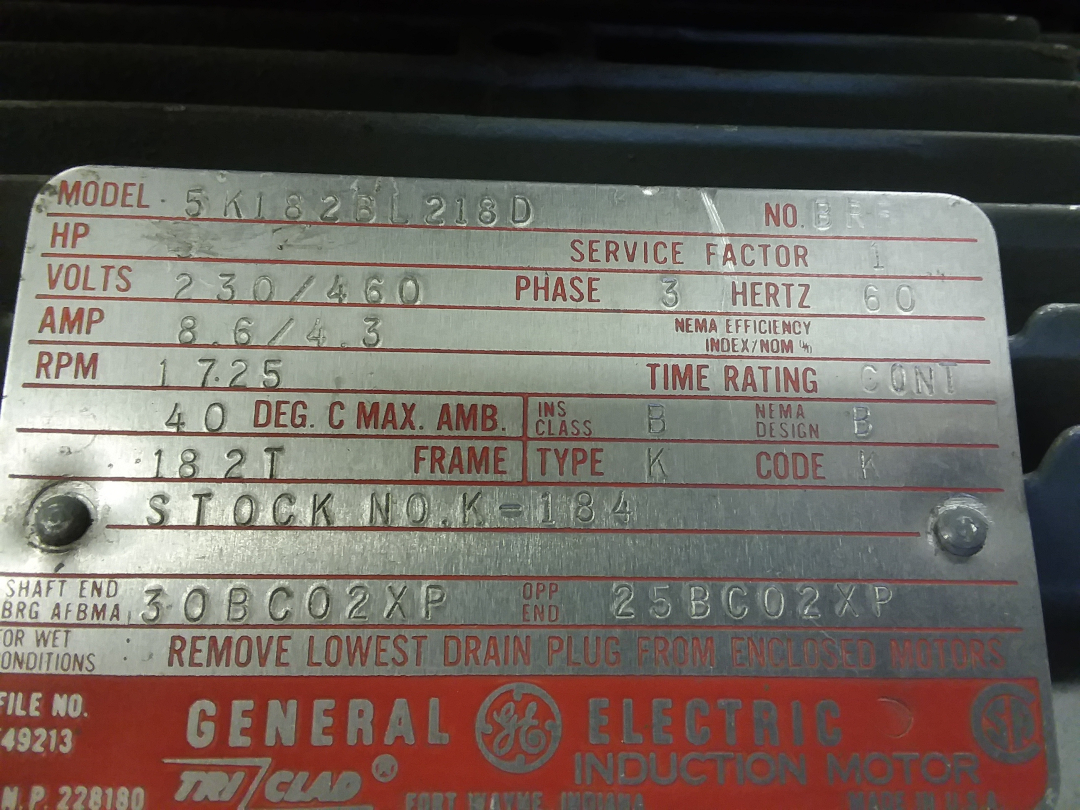 MODEL 5K182BL218D NO.
HP SERVICE FACTOR 1
VOLTS 230/460 PHASE 3 HERTZ 60
AMP 8.6/4.3 NEMA EFFICIENCY INDEX/NOM %
RPM 1725 TIME RATING CONT
40 DEG. C MAX. AMB. INS CLASS B NEMA DESIGN B
182T FRAME TYPE K CODE K
STOCK NO. K-184
SHAFT END BRG AFBMA 30BC02XP OPP END 25BC02XP
FOR WET CONDITIONS REMOVE LOWEST DRAIN PLUG FROM ENCLOSED MOTORS
FILE NO. GENERAL GE ELECTRIC SA
49213 INDUCTION MOTOR
N.P. 228180 TRI/CLAD ® FORT WAYNE, INDIANA MADE IN U.S.A.